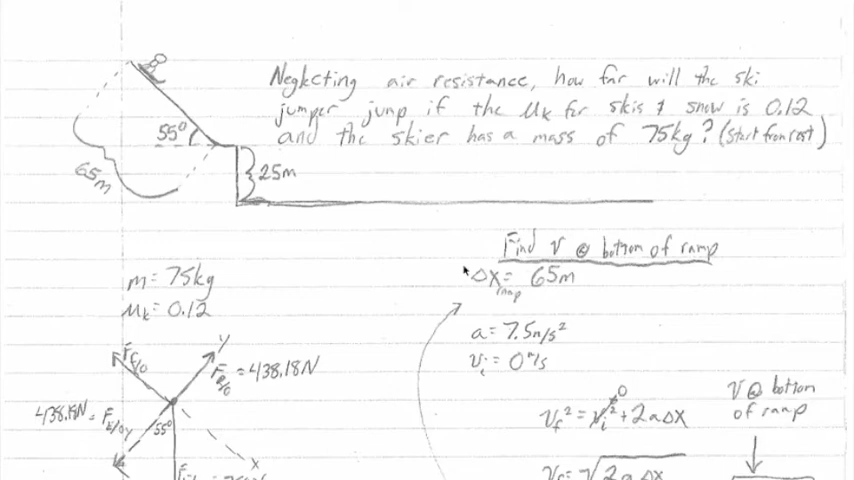 Neglecting air resistance, how far will the ski
jumper jump if the μk for skis & snow is 0.12
and the skier has a mass of 75kg? (Start from rest)
55°
65m
25m
Find V @ bottom of ramp
Δx ramp = 65m
m = 75kg
μk = 0.12
a = 7.5m/s²
vi = 0m/s
y
438.18N
438.18N =
55°
x
vf² = vi² + 2aΔx
0
V @ bottom
of ramp
vf = √2aΔx